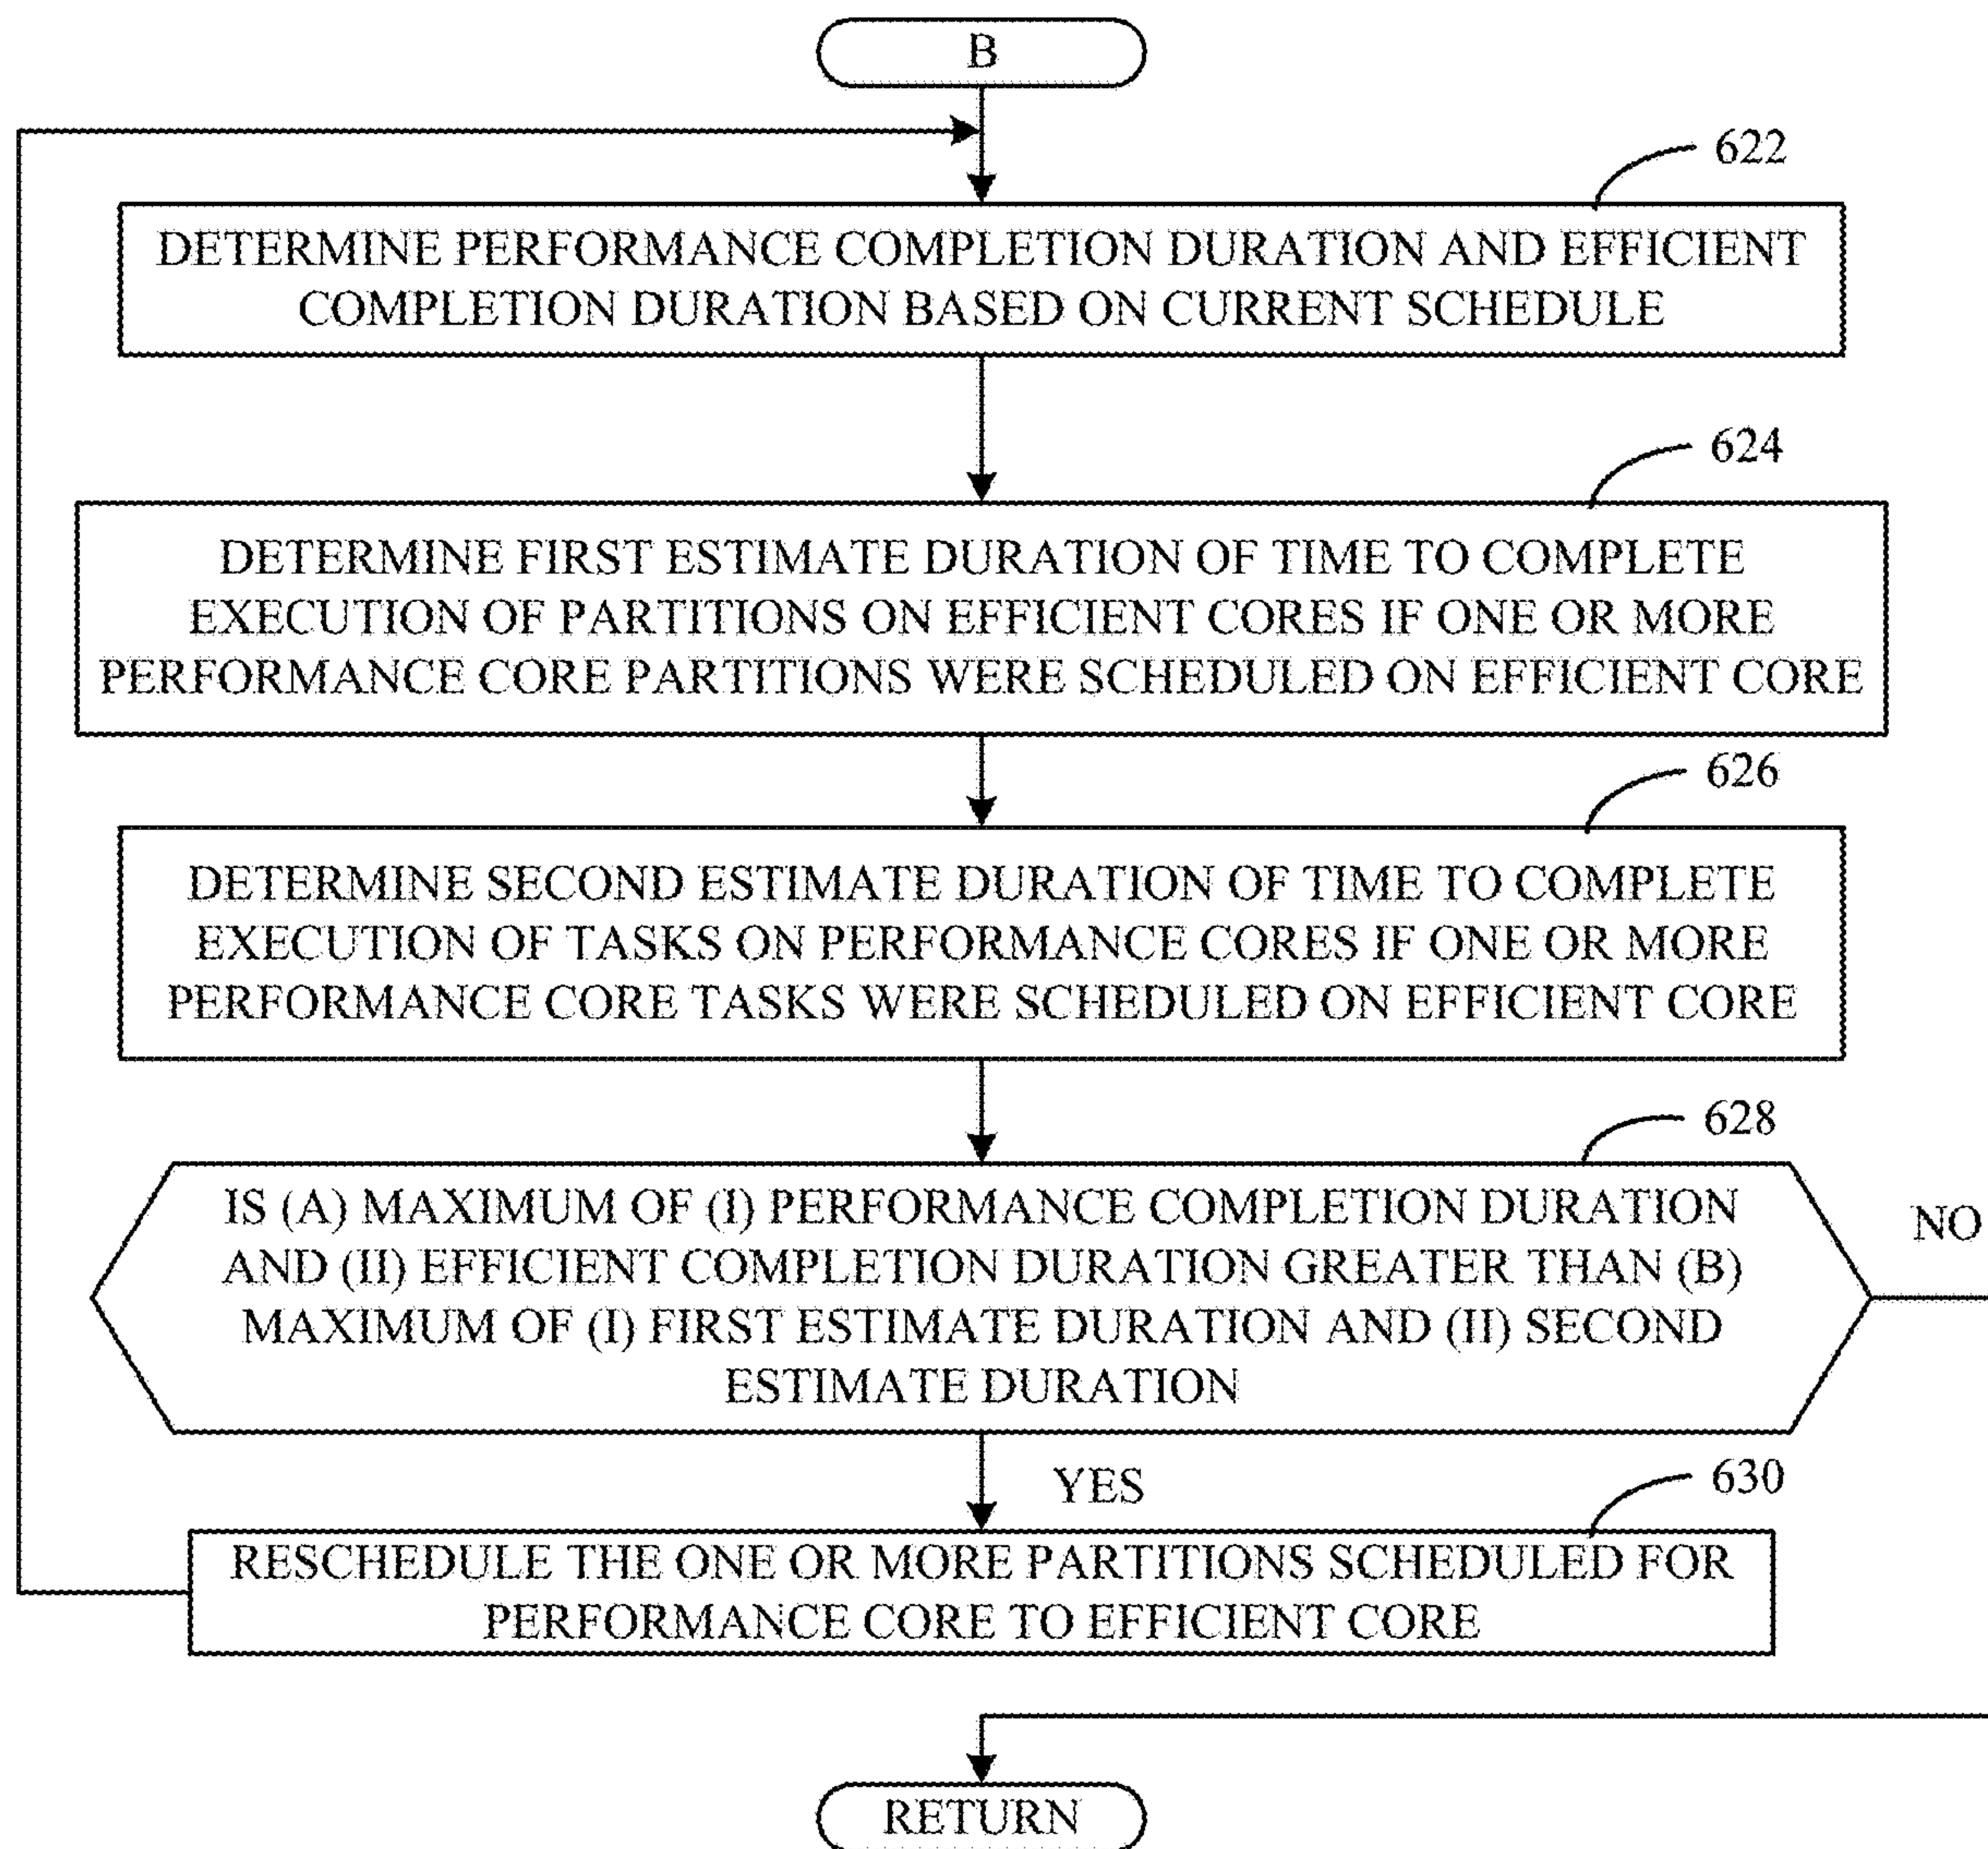 B
622
DETERMINE PERFORMANCE COMPLETION DURATION AND EFFICIENT
COMPLETION DURATION BASED ON CURRENT SCHEDULE
624
DETERMINE FIRST ESTIMATE DURATION OF TIME TO COMPLETE
EXECUTION OF PARTITIONS ON EFFICIENT CORES IF ONE OR MORE
PERFORMANCE CORE PARTITIONS WERE SCHEDULED ON EFFICIENT CORE
626
DETERMINE SECOND ESTIMATE DURATION OF TIME TO COMPLETE
EXECUTION OF TASKS ON PERFORMANCE CORES IF ONE OR MORE
PERFORMANCE CORE TASKS WERE SCHEDULED ON EFFICIENT CORE
628
IS (A) MAXIMUM OF (I) PERFORMANCE COMPLETION DURATION
AND (II) EFFICIENT COMPLETION DURATION GREATER THAN (B)
MAXIMUM OF (I) FIRST ESTIMATE DURATION AND (II) SECOND
ESTIMATE DURATION
NO
YES
630
RESCHEDULE THE ONE OR MORE PARTITIONS SCHEDULED FOR
PERFORMANCE CORE TO EFFICIENT CORE
RETURN